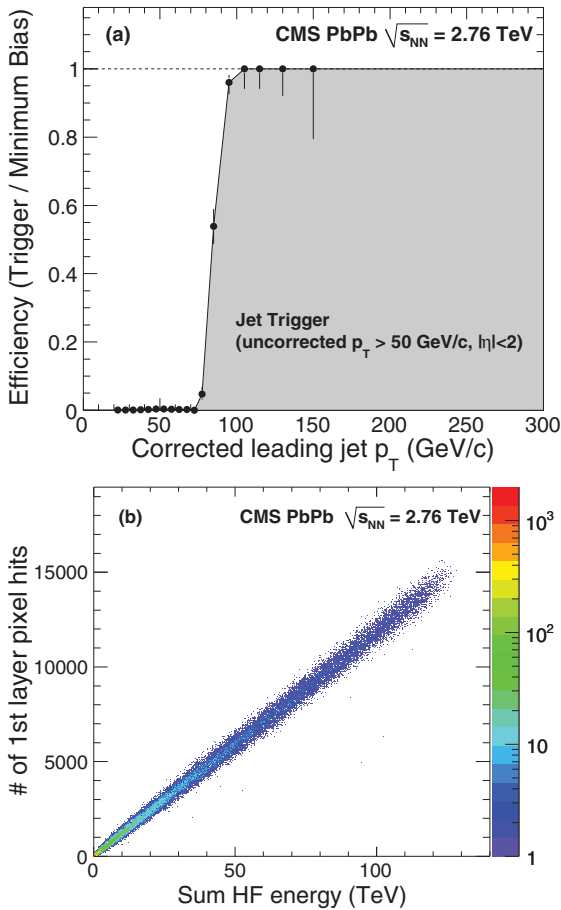 (a)
CMS PbPb √sNN = 2.76 TeV
Efficiency (Trigger / Minimum Bias)
1
0.8
0.6
0.4
0.2
0
Jet Trigger
(uncorrected pT > 50 GeV/c, |η|<2)
0 50 100 150 200 250 300
Corrected leading jet pT (GeV/c)
(b)
CMS PbPb √sNN = 2.76 TeV
# of 1st layer pixel hits
15000
10000
5000
0
0 50 100
Sum HF energy (TeV)
10³
10²
10
1